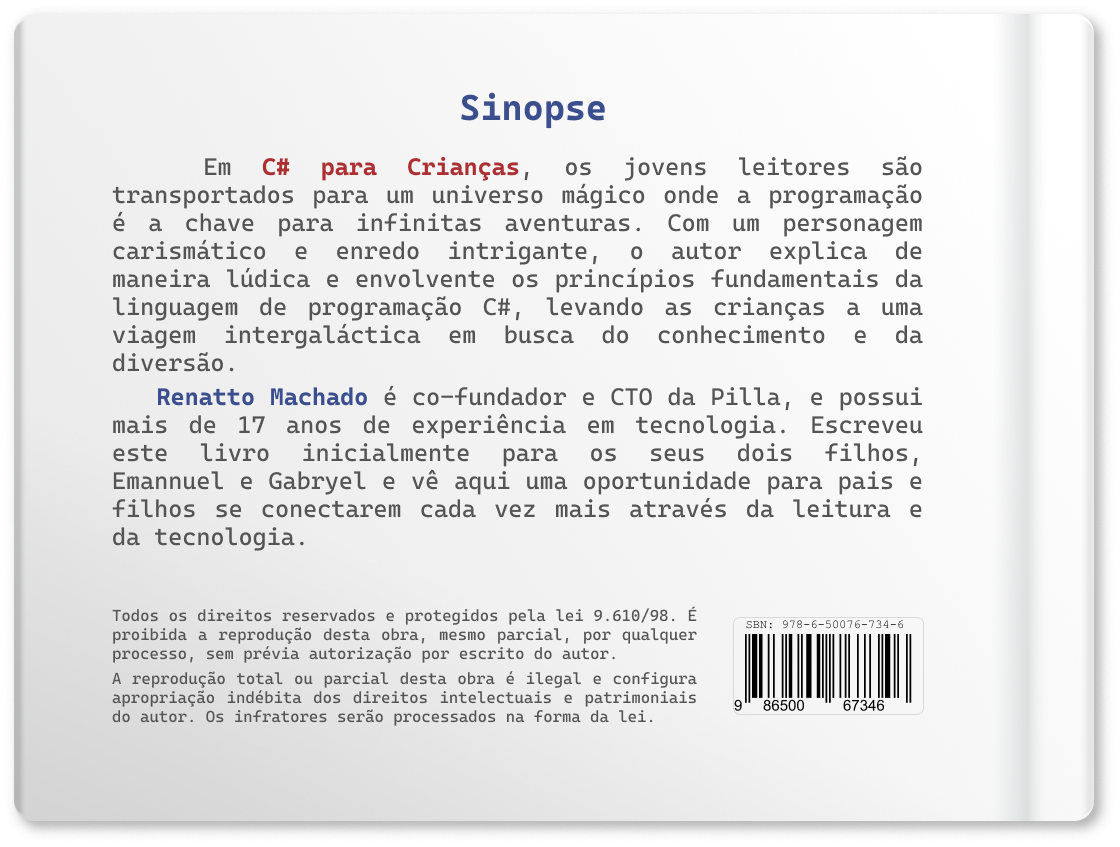 Sinopse
Em C# para Crianças, os jovens leitores são
transportados para um universo mágico onde a programação
é a chave para infinitas aventuras. Com um personagem
carismático e enredo intrigante, o autor explica de
maneira lúdica e envolvente os princípios fundamentais da
linguagem de programação C#, levando as crianças a uma
viagem intergaláctica em busca do conhecimento e da
diversão.
Renatto Machado é co-fundador e CTO da Pilla, e possui
mais de 17 anos de experiência em tecnologia. Escreveu
este livro inicialmente para os seus dois filhos,
Emannuel e Gabryel e vê aqui uma oportunidade para pais e
filhos se conectarem cada vez mais através da leitura e
da tecnologia.
Todos os direitos reservados e protegidos pela lei 9.610/98. É
proibida a reprodução desta obra, mesmo parcial, por qualquer
processo, sem prévia autorização por escrito do autor.
A reprodução total ou parcial desta obra é ilegal e configura
apropriação indébita dos direitos intelectuais e patrimoniais
do autor. Os infratores serão processados na forma da lei.
SBN: 978-6-50076-734-6
9 86500 67346